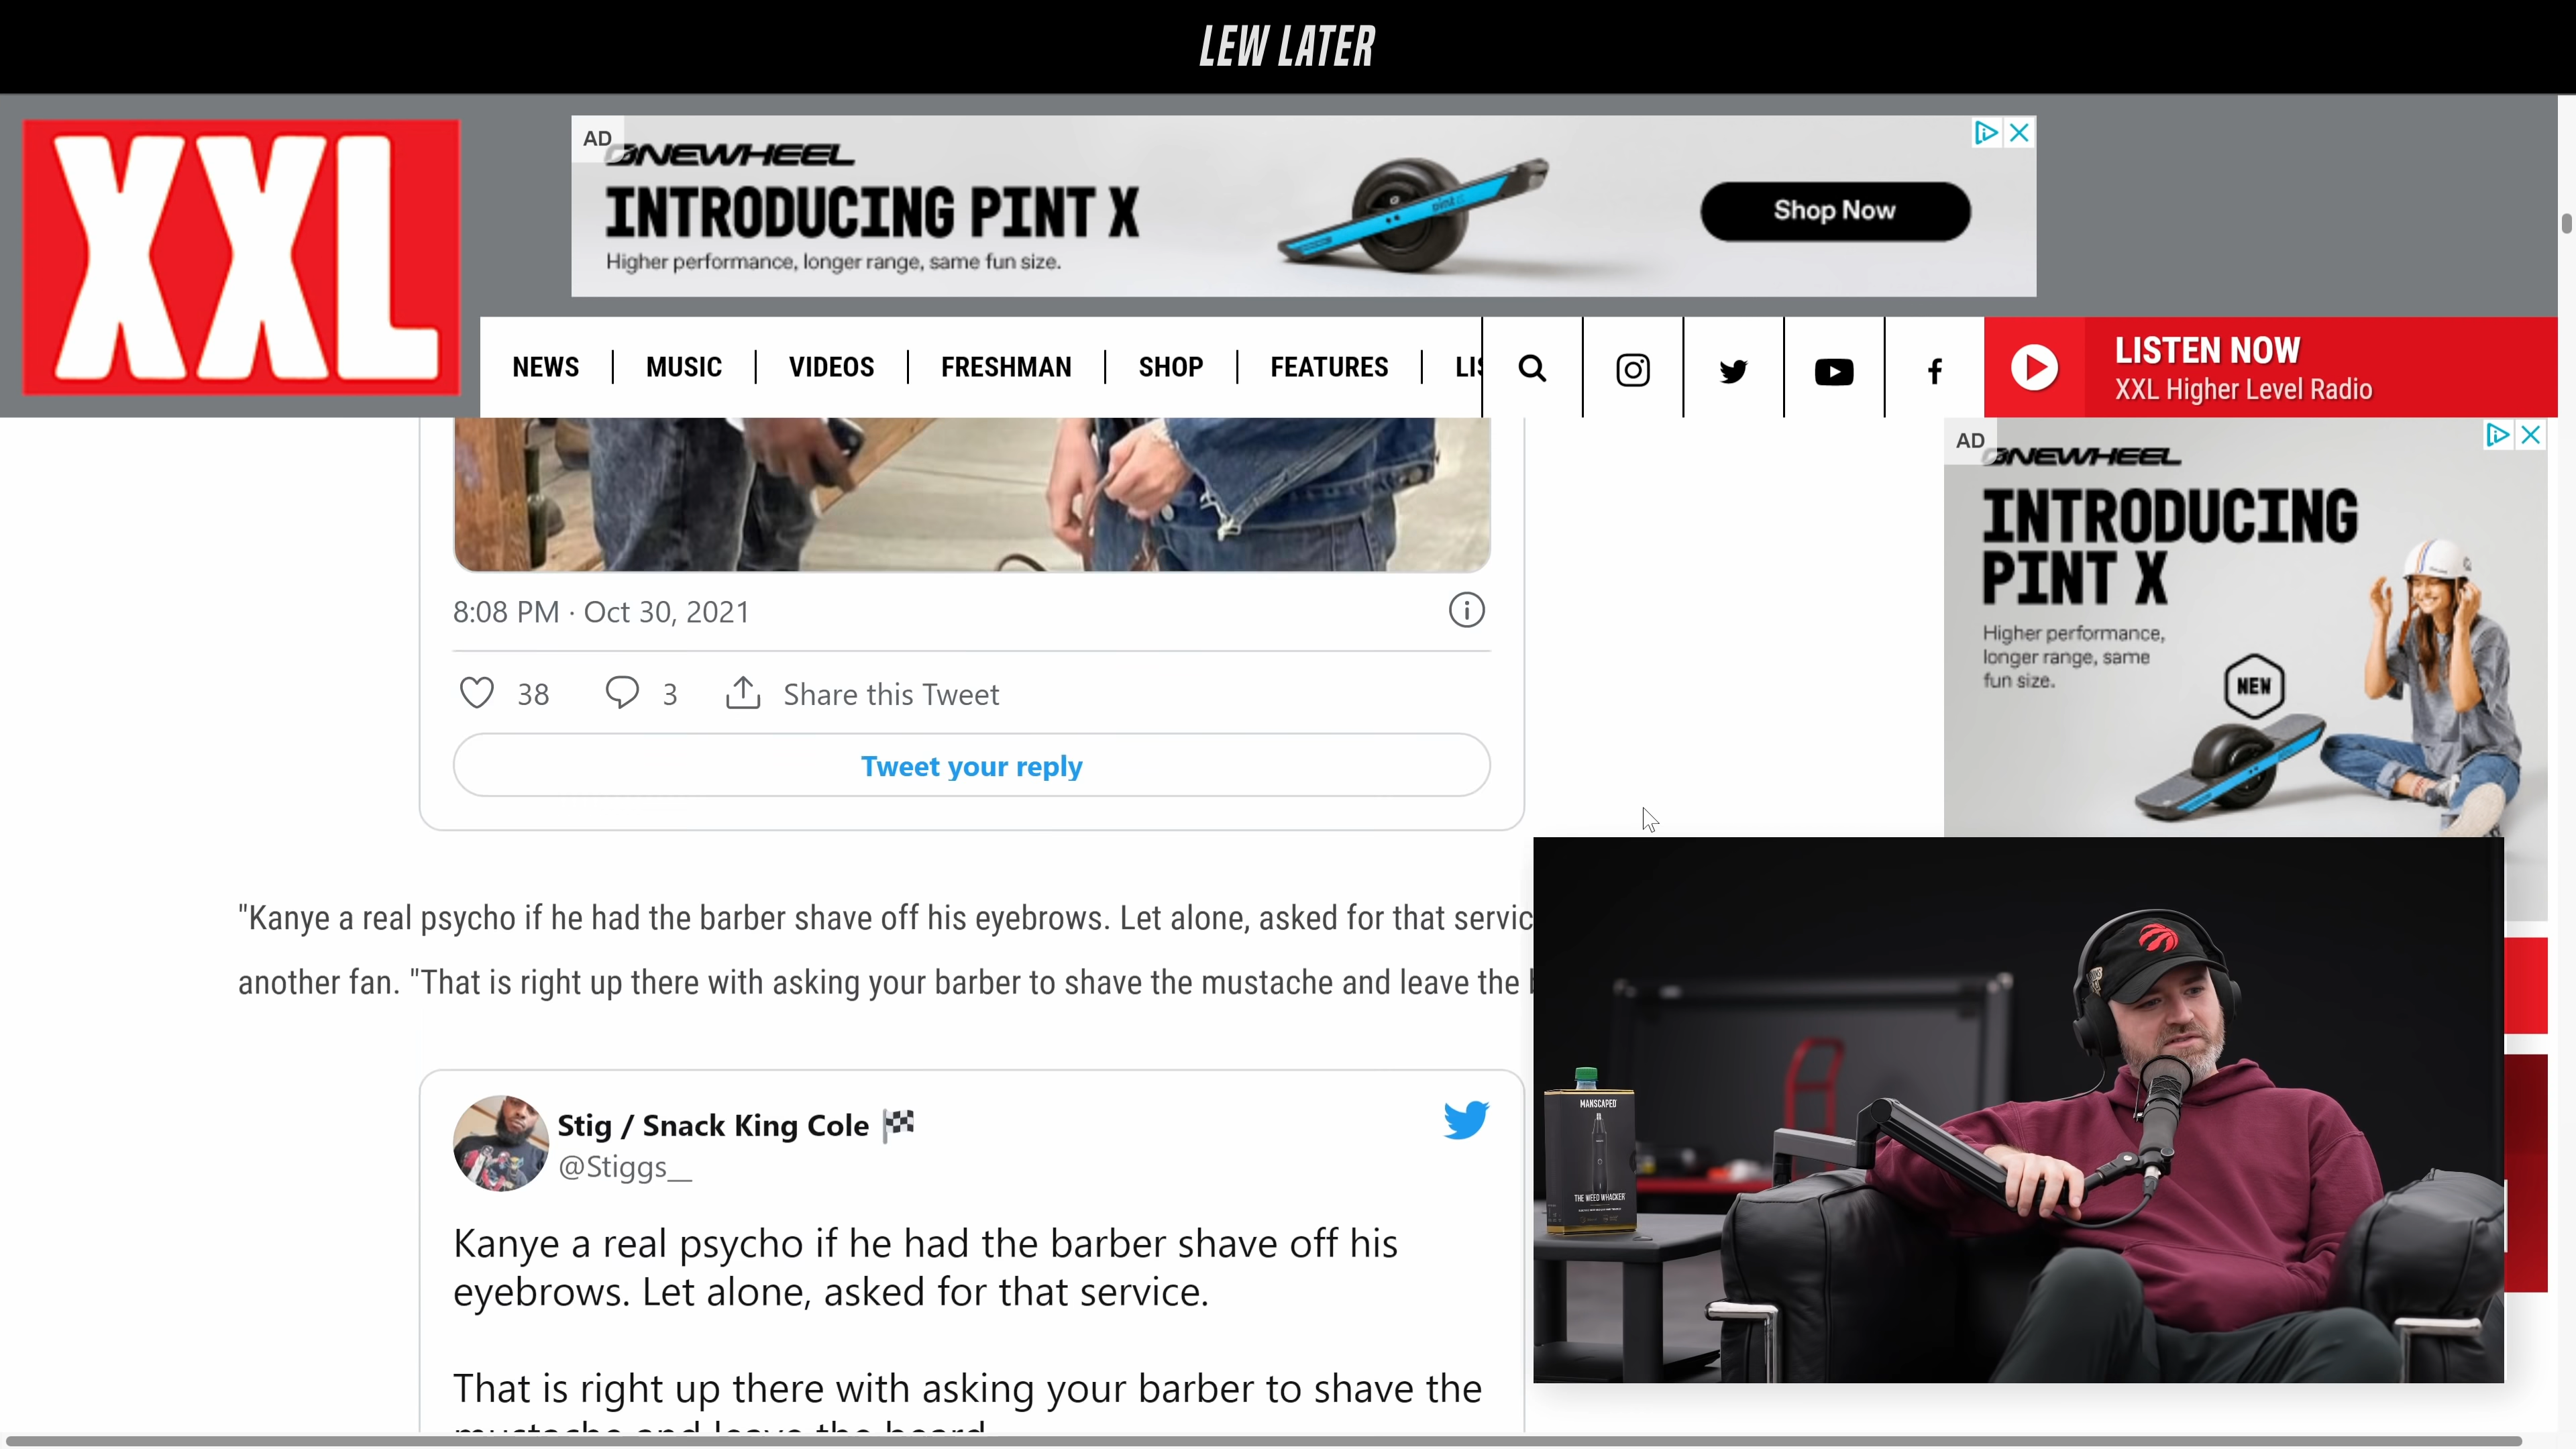 LEW LATER
XXL
AD
ONEWHEEL
INTRODUCING PINT X
Higher performance, longer range, same fun size.
Shop Now
NEWS
MUSIC
VIDEOS
FRESHMAN
SHOP
FEATURES
LISTEN NOW
XXL Higher Level Radio
AD
ONEWHEEL
INTRODUCING
PINT X
Higher performance,
longer range, same
fun size.
NEW
8:08 PM · Oct 30, 2021
38
3
Share this Tweet
Tweet your reply
"Kanye a real psycho if he had the barber shave off his eyebrows. Let alone, asked for that servic
another fan. "That is right up there with asking your barber to shave the mustache and leave the
Stig / Snack King Cole
@Stiggs__
Kanye a real psycho if he had the barber shave off his
eyebrows. Let alone, asked for that service.
That is right up there with asking your barber to shave the
mustache and leave the beard
MANSCAPED
THE WEED WHACKER